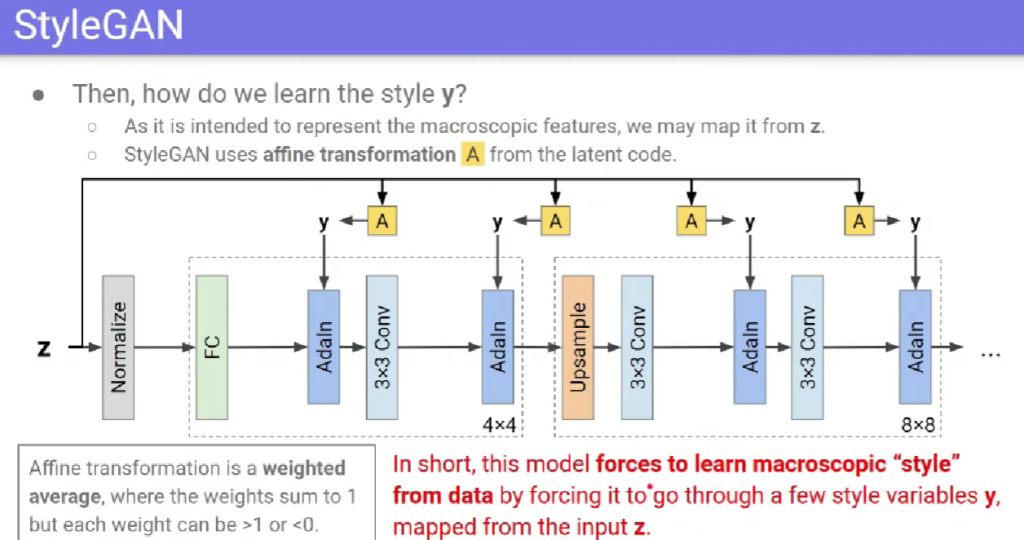 StyleGAN
● Then, how do we learn the style y?
○ As it is intended to represent the macroscopic features, we may map it from z.
○ StyleGAN uses affine transformation A from the latent code.
y A y A A y A y
z Normalize FC AdaIn 3×3 Conv AdaIn Upsample 3×3 Conv AdaIn 3×3 Conv AdaIn ...
4×4 8×8
Affine transformation is a weighted
average, where the weights sum to 1
but each weight can be >1 or <0.
In short, this model forces to learn macroscopic “style”
from data by forcing it to go through a few style variables y,
mapped from the input z.